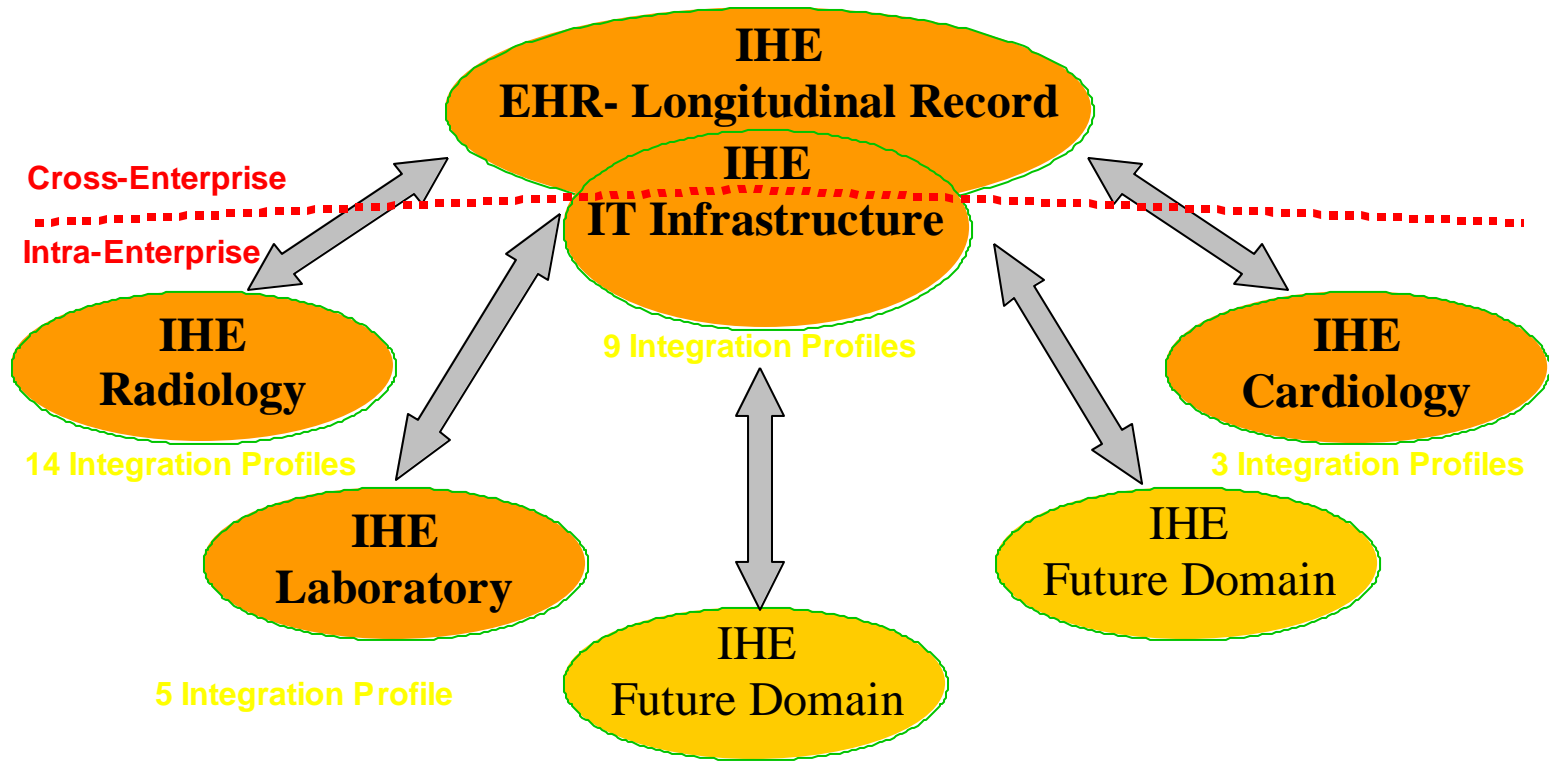 IHE
EHR- Longitudinal Record
IHE
IT Infrastructure
Cross-Enterprise
Intra-Enterprise
9 Integration Profiles
IHE
Radiology
14 Integration Profiles
IHE
Cardiology
3 Integration Profiles
IHE
Laboratory
5 Integration Profile
IHE
Future Domain
IHE
Future Domain